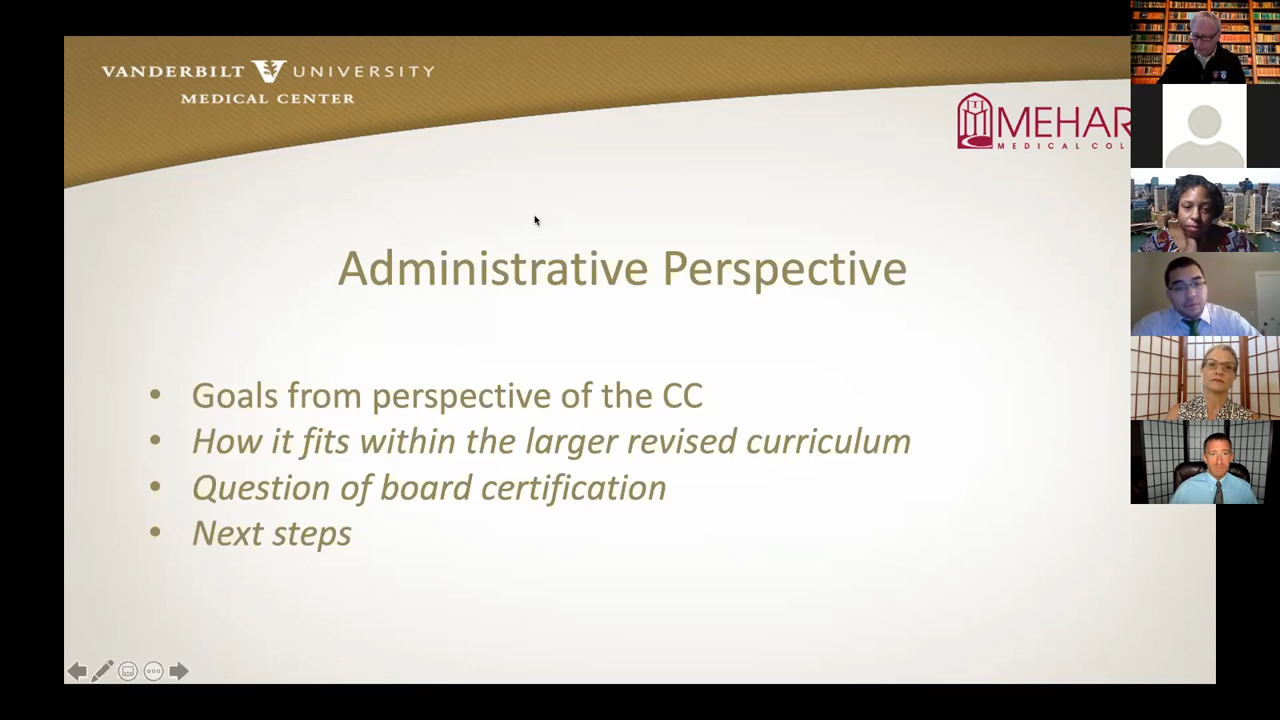 VANDERBILT UNIVERSITY
MEDICAL CENTER
MEHAR
MEDICAL COL
Administrative Perspective
• Goals from perspective of the CC
• How it fits within the larger revised curriculum
• Question of board certification
• Next steps